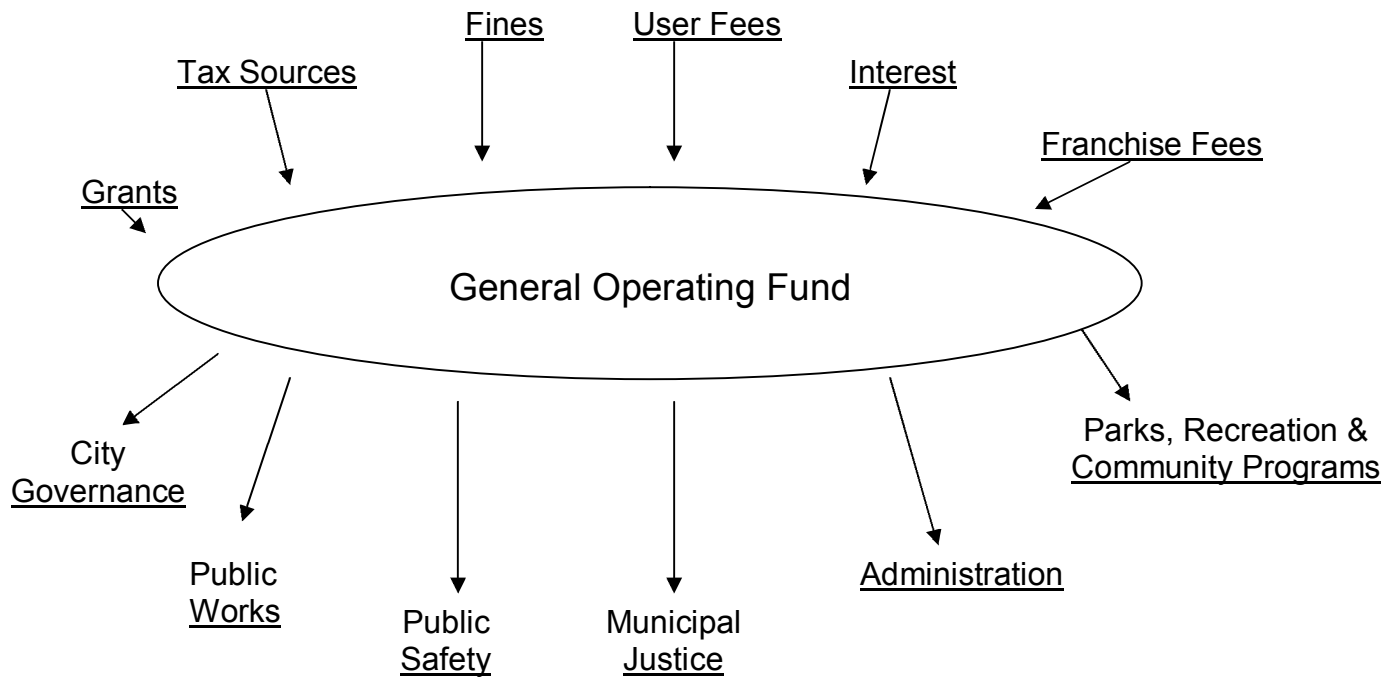 Fines
User Fees
Tax Sources
Interest
Franchise Fees
Grants
General Operating Fund
City
Governance
Parks, Recreation &
Community Programs
Public
Works
Administration
Public
Safety
Municipal
Justice